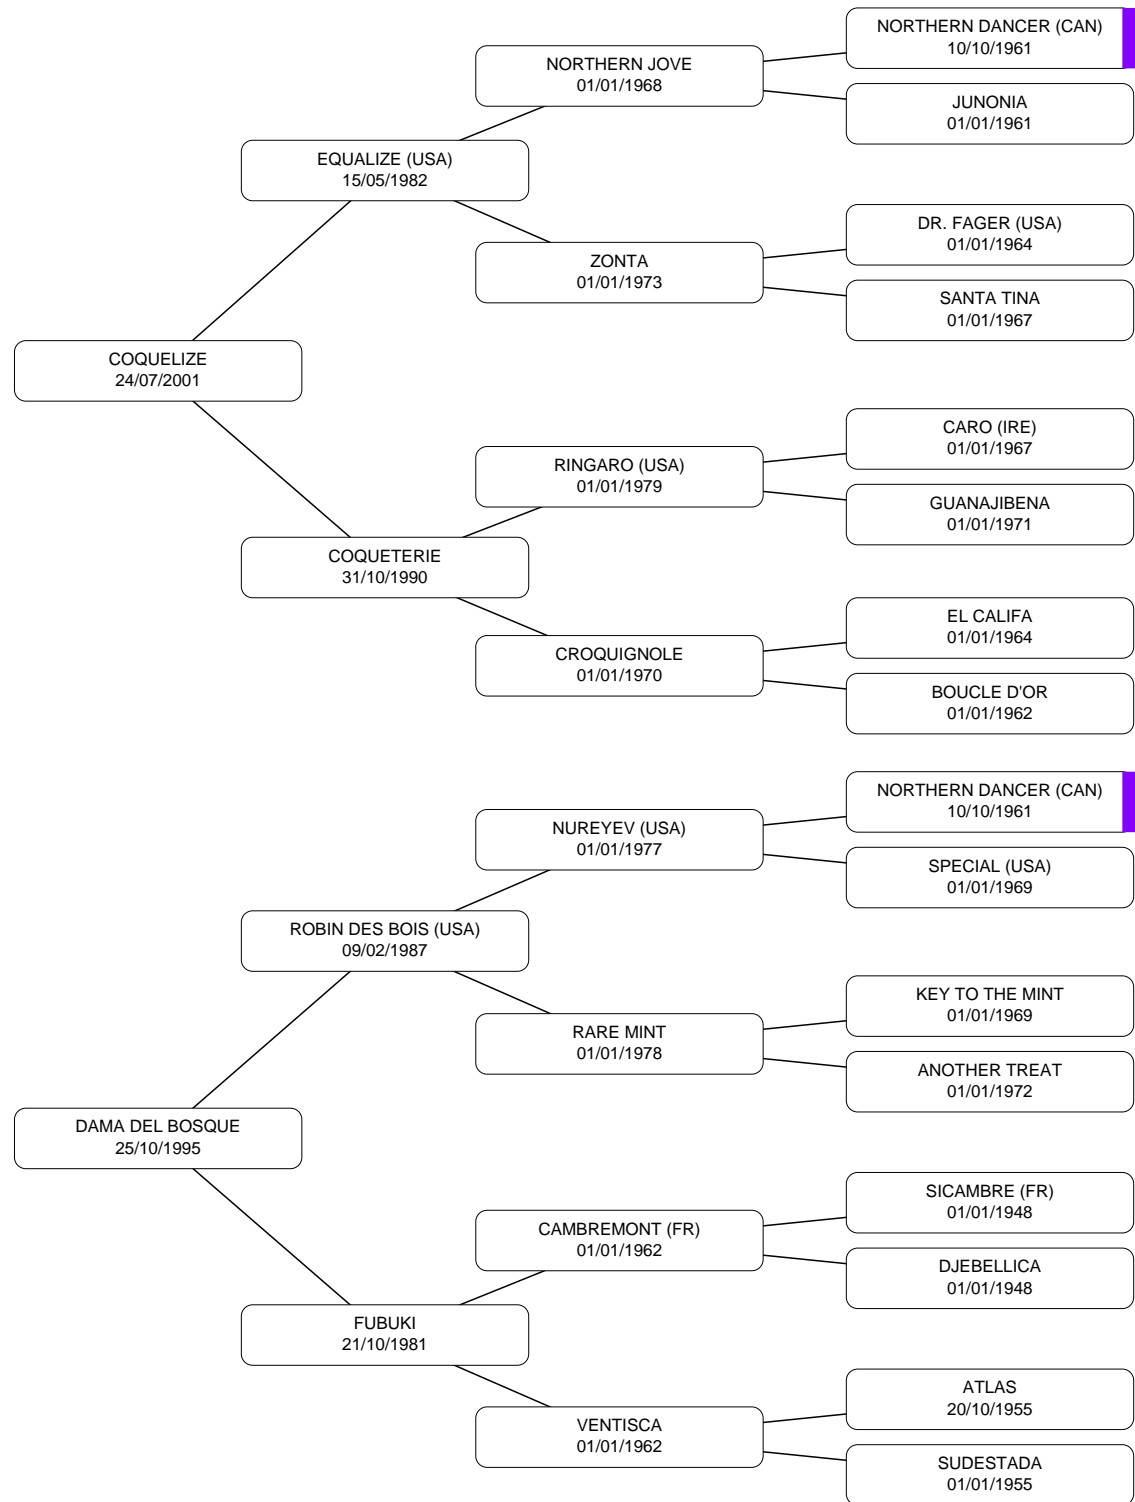 NORTHERN DANCER (CAN)
10/10/1961
NORTHERN JOVE
01/01/1968
JUNONIA
01/01/1961
EQUALIZE (USA)
15/05/1982
DR. FAGER (USA)
01/01/1964
ZONTA
01/01/1973
SANTA TINA
01/01/1967
COQUELIZE
24/07/2001
CARO (IRE)
01/01/1967
RINGARO (USA)
01/01/1979
GUANAJIBENA
01/01/1971
COQUETERIE
31/10/1990
EL CALIFA
01/01/1964
CROQUIGNOLE
01/01/1970
BOUCLE D'OR
01/01/1962
NORTHERN DANCER (CAN)
10/10/1961
NUREYEV (USA)
01/01/1977
SPECIAL (USA)
01/01/1969
ROBIN DES BOIS (USA)
09/02/1987
KEY TO THE MINT
01/01/1969
RARE MINT
01/01/1978
ANOTHER TREAT
01/01/1972
DAMA DEL BOSQUE
25/10/1995
SICAMBRE (FR)
01/01/1948
CAMBREMONT (FR)
01/01/1962
DJEBELLICA
01/01/1948
FUBUKI
21/10/1981
ATLAS
20/10/1955
VENTISCA
01/01/1962
SUDESTADA
01/01/1955